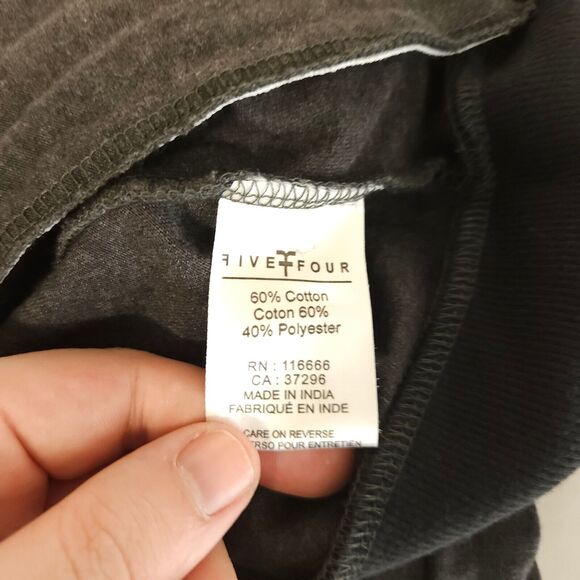 FIVE FOUR
60% Cotton
Coton 60%
40% Polyester
RN : 116666
CA : 37296
MADE IN INDIA
FABRIQUÉ EN INDE
CARE ON REVERSE
VERSO POUR ENTRETIEN